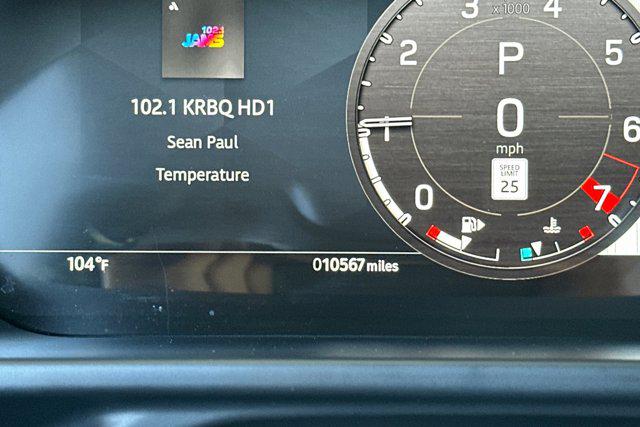 102.1
JAMS
102.1 KRBQ HD1
Sean Paul
Temperature
104°F
010567 miles
x1000
0
1
2
3
4
5
6
7
P
0
mph
SPEED
LIMIT
25